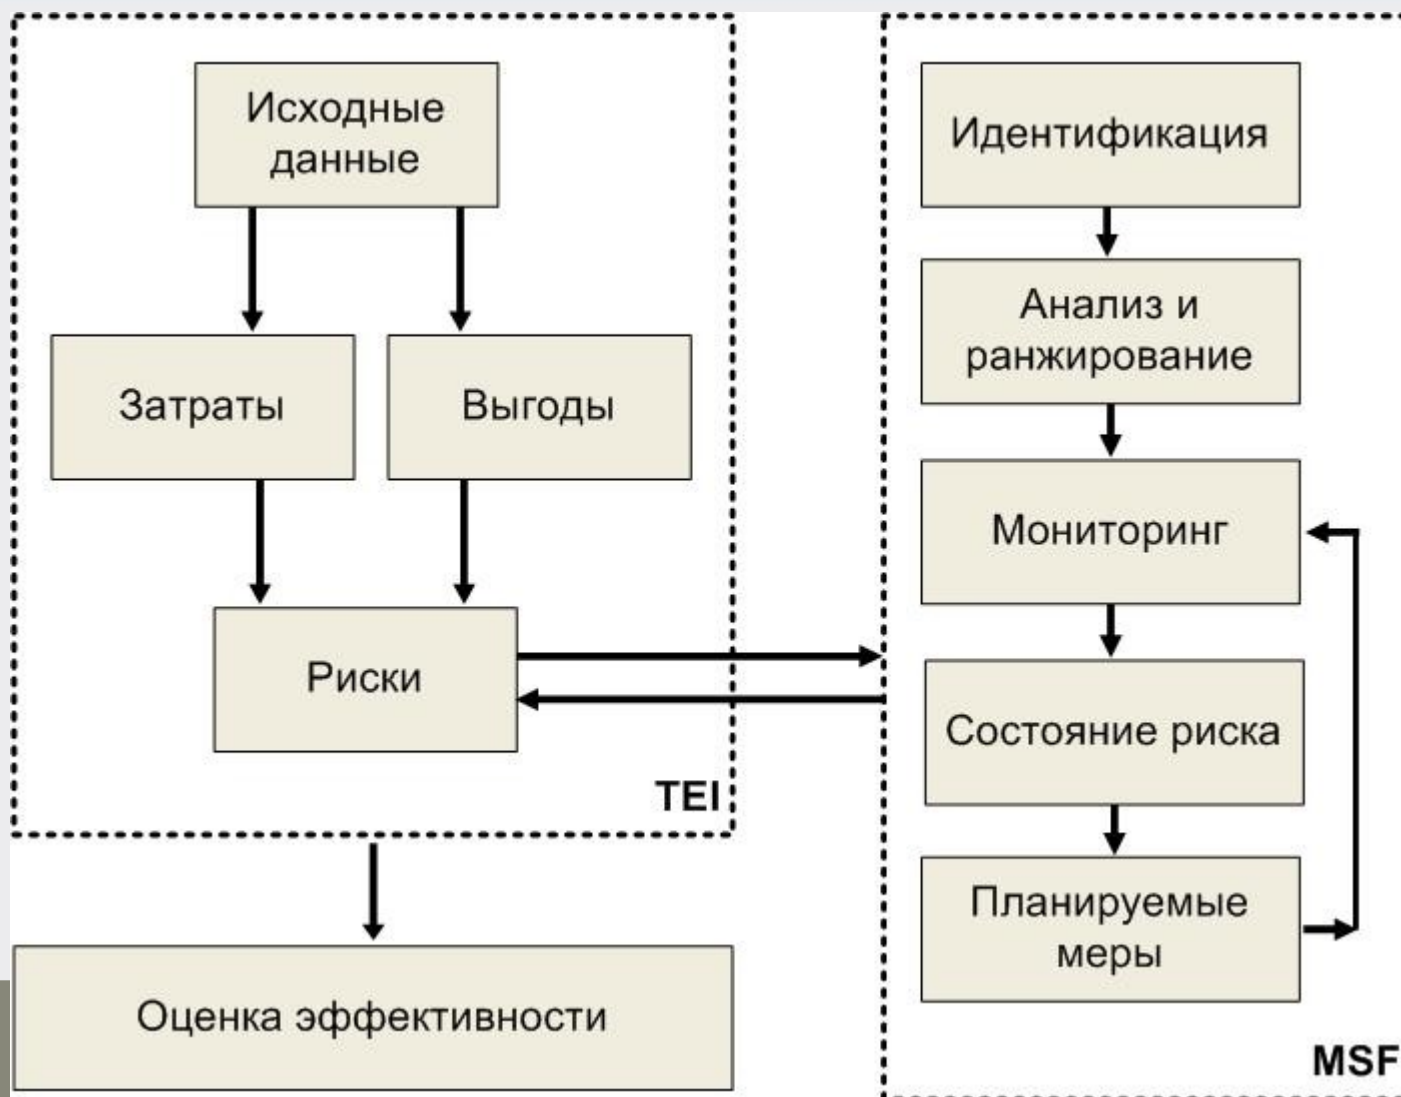 Исходные
данные
Затраты
Выгоды
Риски
TEI
Оценка эффективности
Идентификация
Анализ и
ранжирование
Мониторинг
Состояние риска
Планируемые
меры
MSF